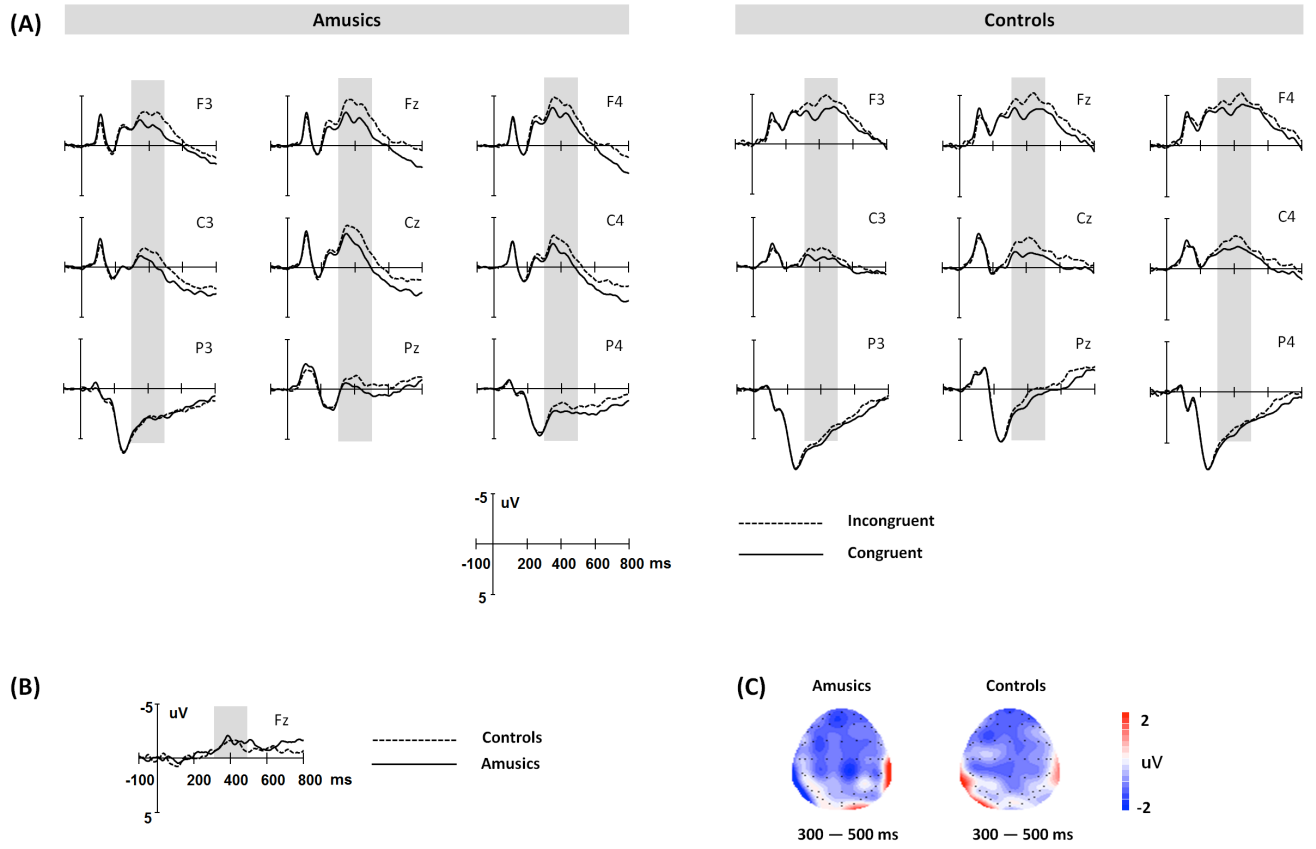 (A)
Amusics
Controls
F3 Fz F4 F3 Fz F4
C3 Cz C4 C3 Cz C4
P3 Pz P4 P3 Pz P4
-5 uV
-100 200 400 600 800 ms
5
Incongruent
Congruent
(B)
-5 uV Fz
-100 200 400 600 800 ms
5
Controls
Amusics
(C)
Amusics Controls
2
uV
-2
300 — 500 ms 300 — 500 ms